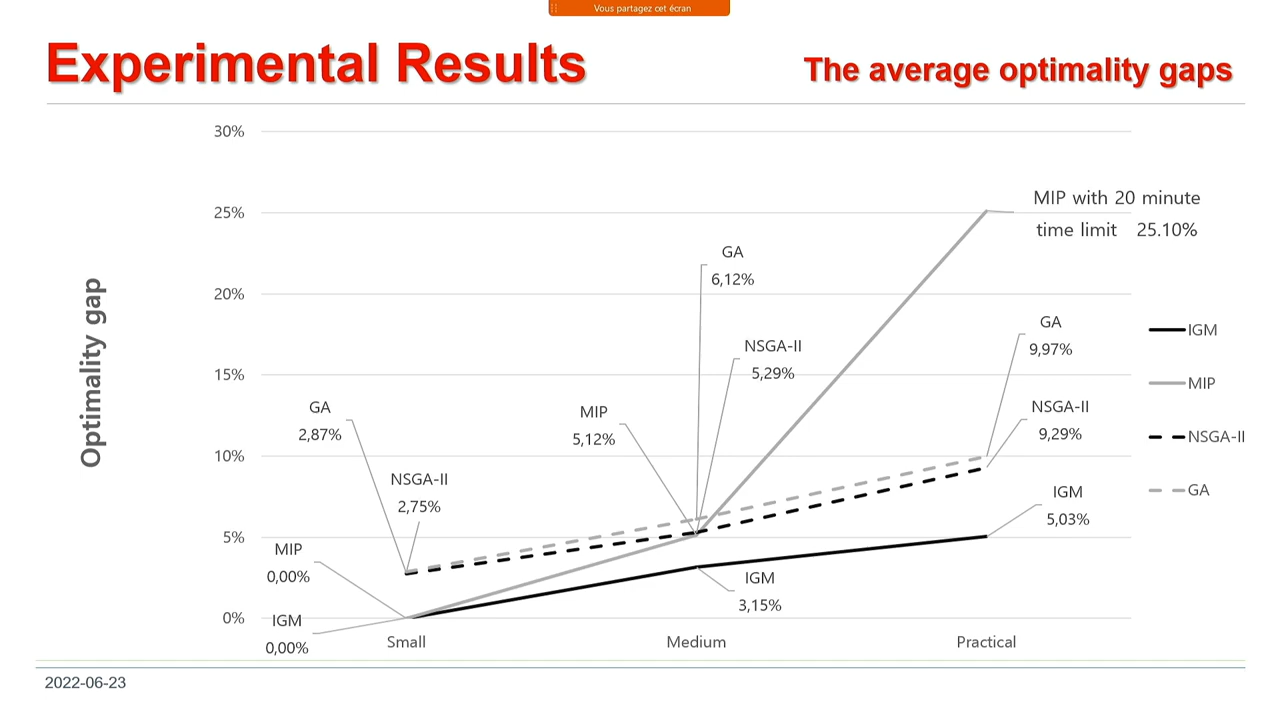 Vous partagez cet écran
Experimental Results
The average optimality gaps
Optimality gap
30%
25%
20%
15%
10%
5%
0%
MIP with 20 minute
time limit 25.10%
GA
6,12%
NSGA-II
5,29%
GA
9,97%
MIP
5,12%
NSGA-II
9,29%
GA
2,87%
NSGA-II
2,75%
IGM
5,03%
MIP
0,00%
IGM
3,15%
IGM
0,00%
Small
Medium
Practical
IGM
MIP
NSGA-II
GA
2022-06-23